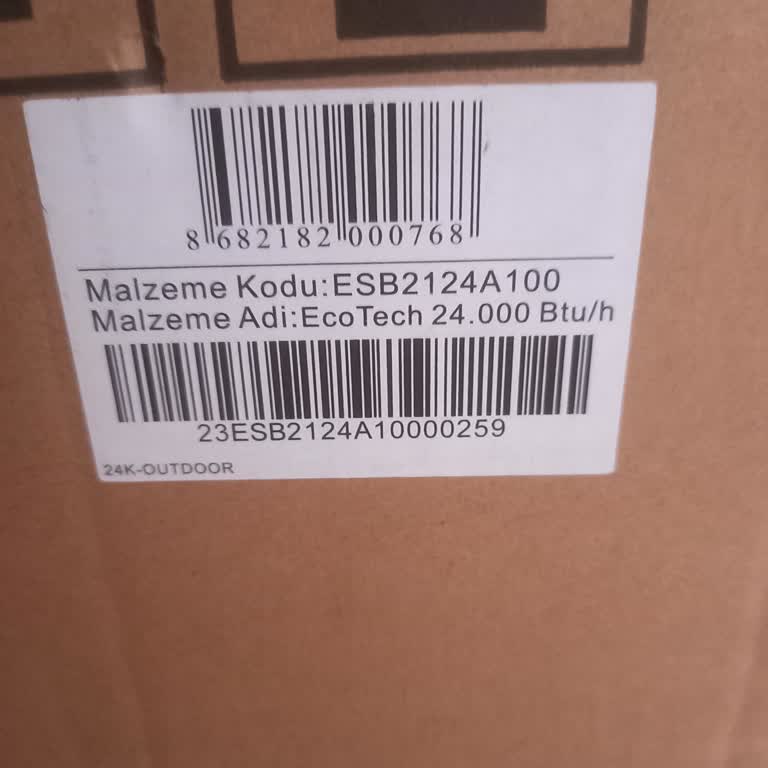 8 682182 000768
Malzeme Kodu:ESB2124A100
Malzeme Adi:EcoTech 24.000 Btu/h
23ESB2124A10000259
24K-OUTDOOR